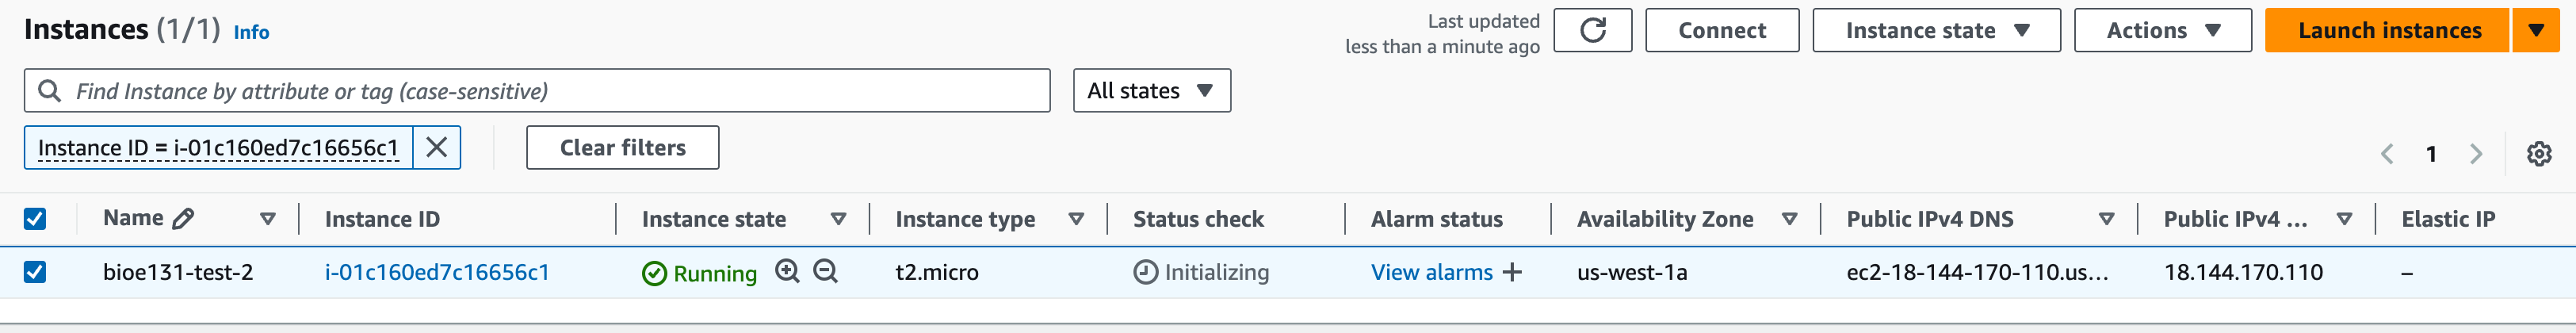 Instances (1/1) Info
Last updated
less than a minute ago
Connect
Instance state
Actions
Launch instances
Find Instance by attribute or tag (case-sensitive)
All states
Instance ID = i-01c160ed7c16656c1
Clear filters
1
Name Instance ID Instance state Instance type Status check Alarm status Availability Zone Public IPv4 DNS Public IPv4 ... Elastic IP
bioe131-test-2 i-01c160ed7c16656c1 Running t2.micro Initializing View alarms + us-west-1a ec2-18-144-170-110.us... 18.144.170.110 –